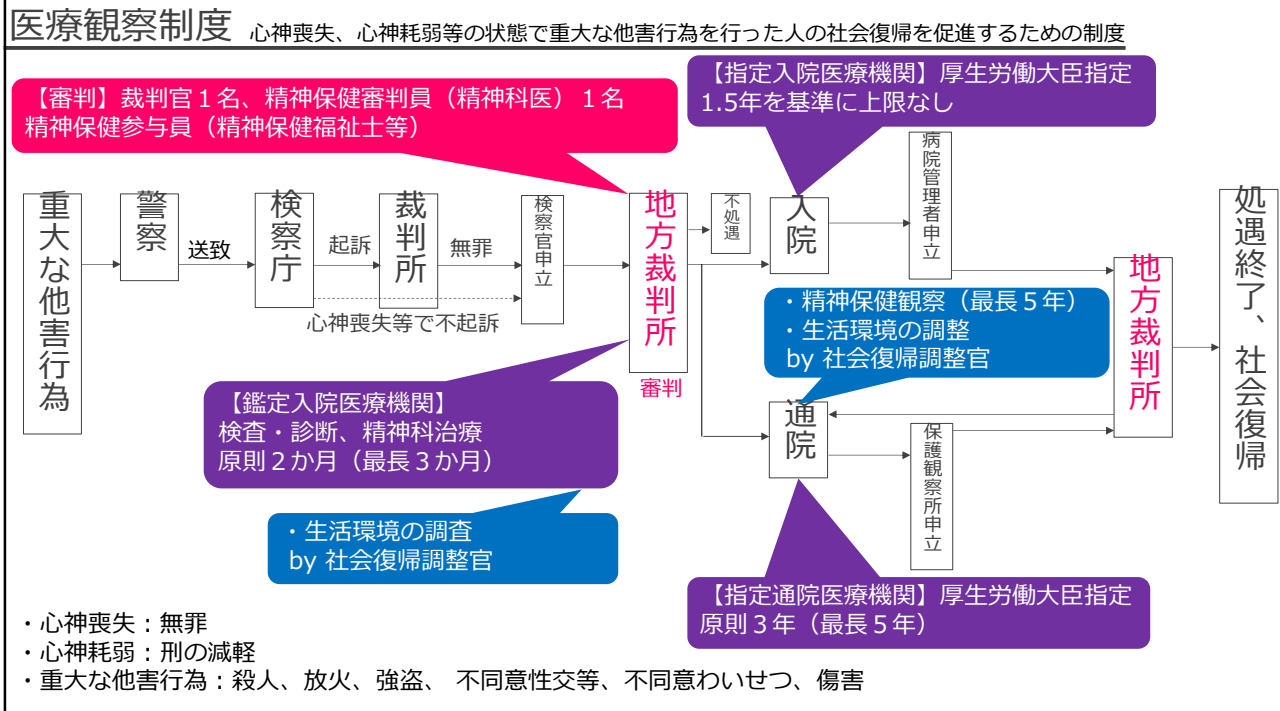 医療観察制度 心神喪失、心神耗弱等の状態で重大な他害行為を行った人の社会復帰を促進するための制度
【審判】裁判官１名、精神保健審判員（精神科医）１名
精神保健参与員（精神保健福祉士等）
【指定入院医療機関】厚生労働大臣指定
1.5年を基準に上限なし
重大な他害行為
警察
送致
検察庁
起訴
裁判所
無罪
心神喪失等で不起訴
検察官申立
地方裁判所
審判
不処遇
入院
病院管理者申立
・精神保健観察（最長５年）
・生活環境の調整
by 社会復帰調整官
通院
保護観察所申立
地方裁判所
処遇終了、社会復帰
【鑑定入院医療機関】
検査・診断、精神科治療
原則２か月（最長３か月）
・生活環境の調査
by 社会復帰調整官
【指定通院医療機関】厚生労働大臣指定
原則３年（最長５年）
・心神喪失：無罪
・心神耗弱：刑の減軽
・重大な他害行為：殺人、放火、強盗、 不同意性交等、不同意わいせつ、傷害